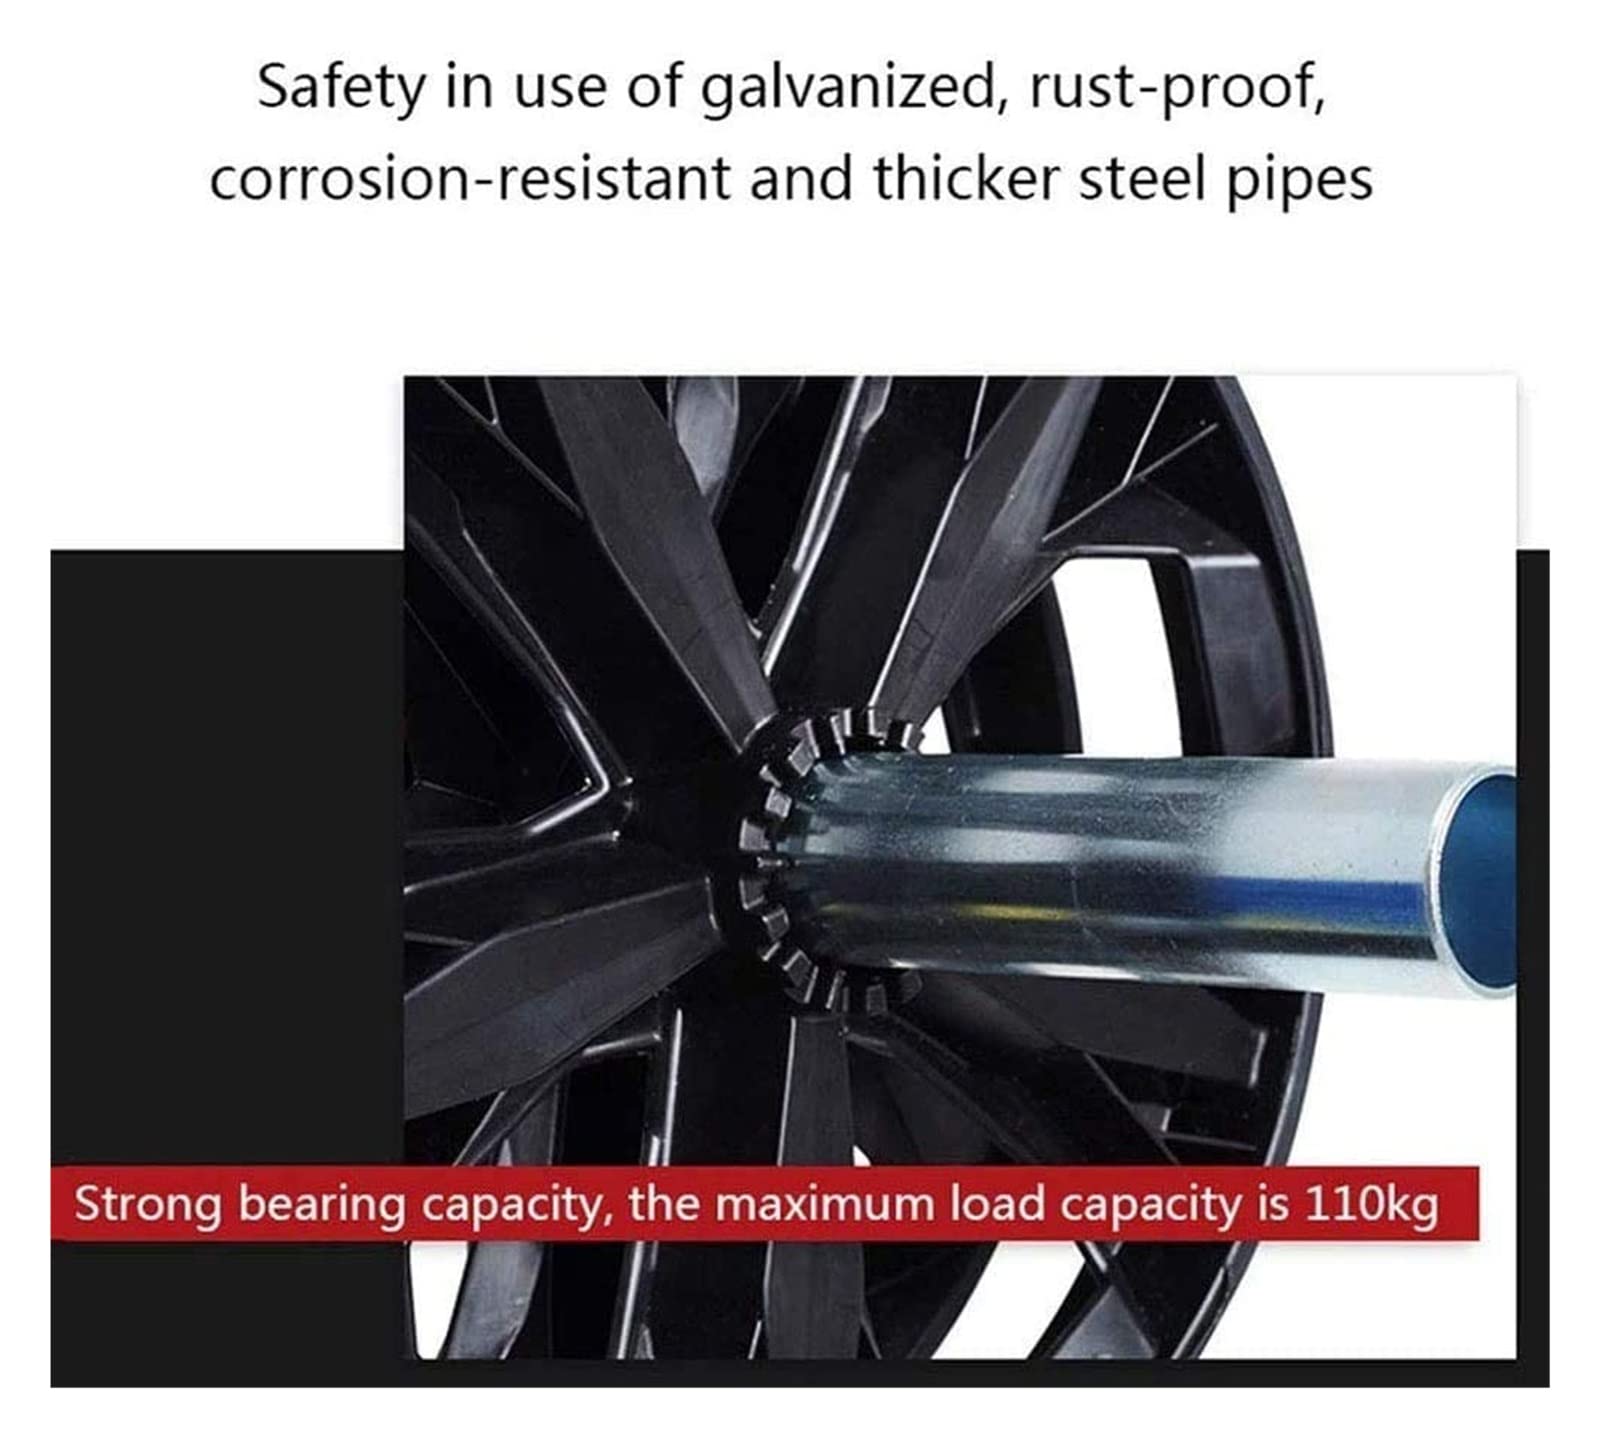 Safety in use of galvanized, rust-proof,
corrosion-resistant and thicker steel pipes
Strong bearing capacity, the maximum load capacity is 110kg